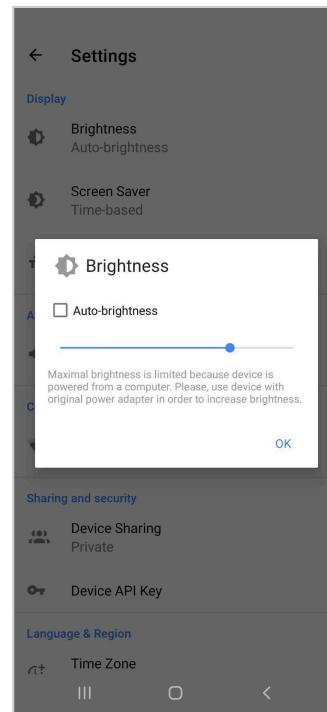 Settings
Display
Brightness
Auto-brightness
Screen Saver
Time-based
Brightness
Auto-brightness
Maximal brightness is limited because device is
powered from a computer. Please, use device with
original power adapter in order to increase brightness.
OK
Sharing and security
Device Sharing
Private
Device API Key
Language & Region
Time Zone